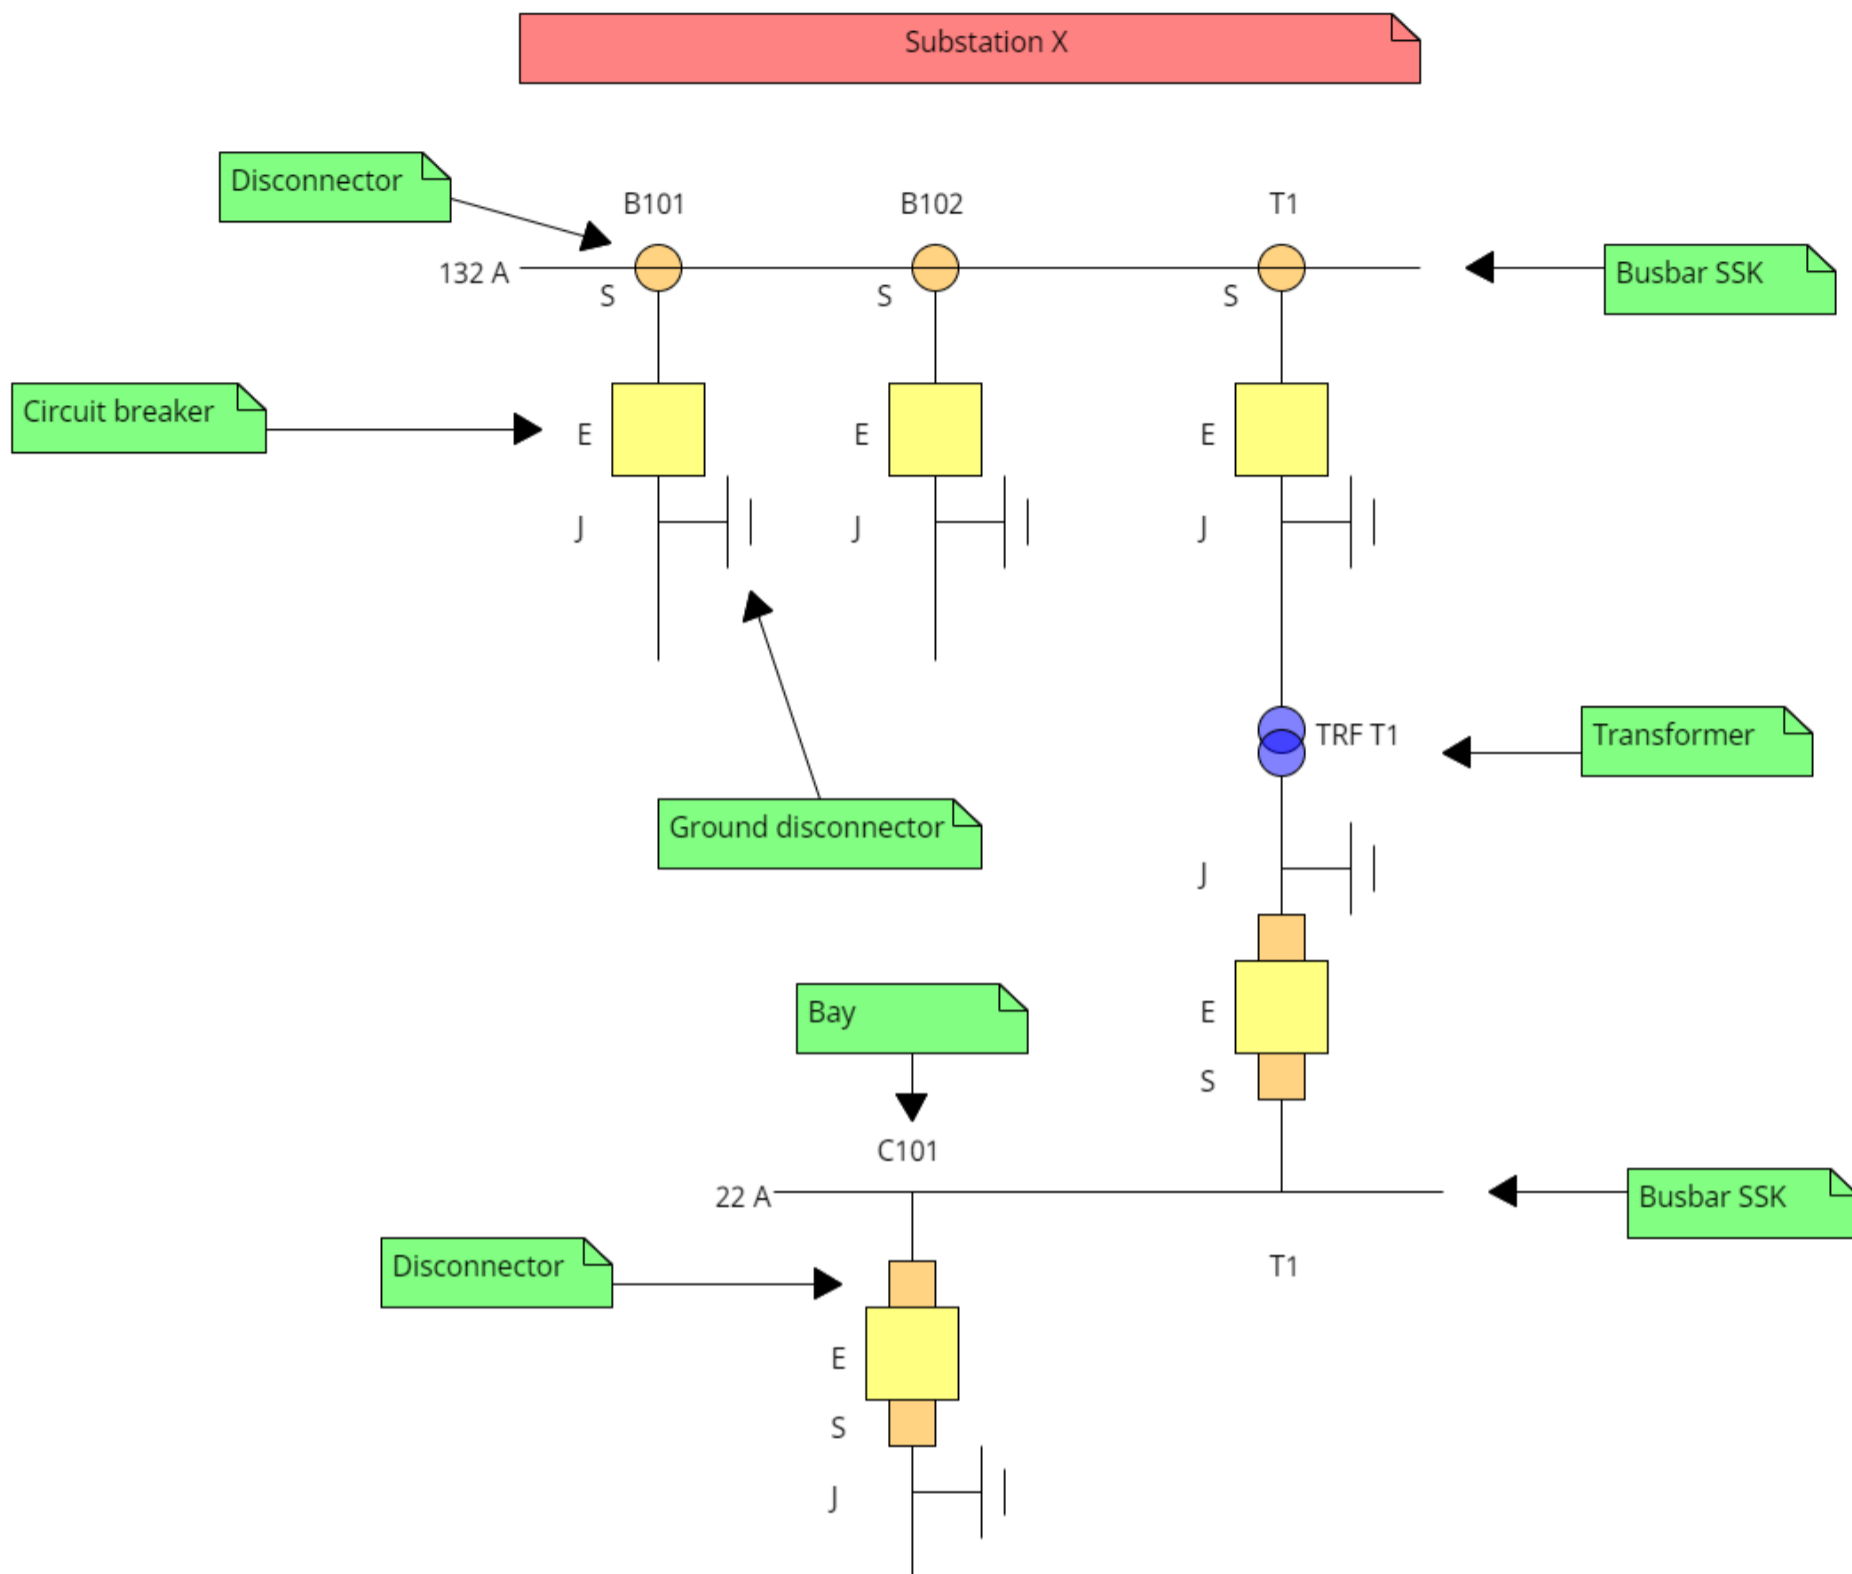 Substation X
Disconnector
B101
B102
T1
132 A
Busbar SSK
S
S
S
Circuit breaker
E
E
E
J
J
J
TRF T1
Transformer
Ground disconnector
J
Bay
E
S
C101
22 A
Busbar SSK
Disconnector
T1
E
S
J